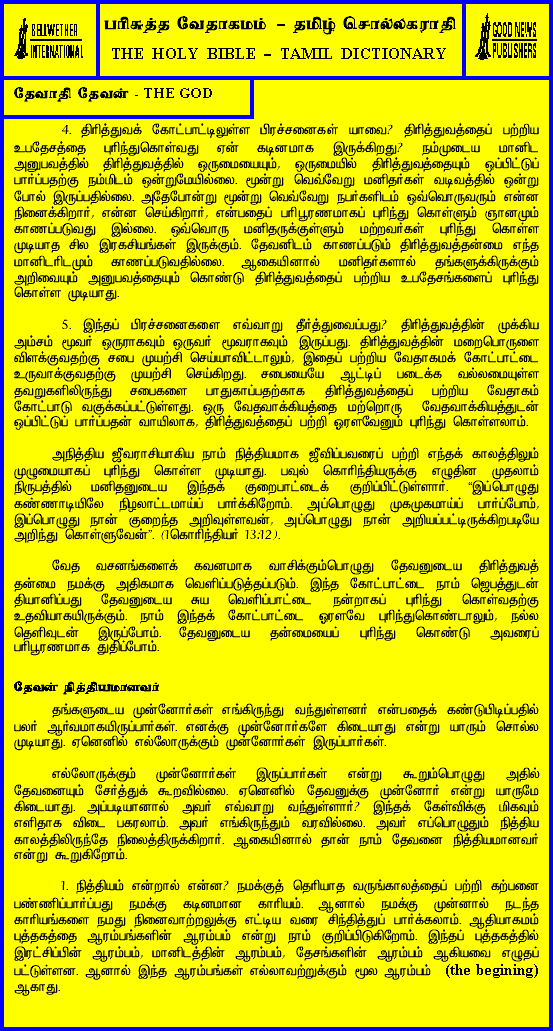 BELLWETHER
INTERNATIONAL
பரிசுத்த வேதாகமம் – தமிழ் சொல்லகராதி
THE HOLY BIBLE – TAMIL DICTIONARY
GOOD NEWS
PUBLISHERS
தேவாதி தேவன் - THE GOD
4. திரித்துவக் கோட்பாட்டிலுள்ள பிரச்சனைகள் யாவை? திரித்துவத்தைப் பற்றிய
உபதேசத்தை புரிந்துகொள்வது ஏன் கடினமாக இருக்கிறது? நம்முடைய மானிட
அனுபவத்தில் திரித்துவத்தில் ஒருமையையும், ஒருமையில் திரித்துவத்தையும் ஒப்பிட்டுப்
பார்ப்பதற்கு நம்மிடம் ஒன்றுமேயில்லை. மூன்று வெவ்வேறு மனிதர்கள் வடிவத்தில் ஒன்று
போல் இருப்பதில்லை. அதேபோன்று மூன்று வெவ்வேறு நபர்களிடம் ஒவ்வொருவரும் என்ன
நினைக்கிறார், என்ன செய்கிறார், என்பதைப் பரிபூரணமாகப் புரிந்து கொள்ளும் ஞானமும்
காணப்படுவது இல்லை. ஒவ்வொரு மனிதருக்குள்ளும் மற்றவர்கள் புரிந்து கொள்ள
முடியாத சில இரகசியங்கள் இருக்கும். தேவனிடம் காணப்படும் திரித்துவத்தன்மை எந்த
மானிடரிடமும் காணப்படுவதில்லை. ஆகையினால் மனிதர்களால் தங்களுக்கிருக்கும்
அறிவையும் அனுபவத்தையும் கொண்டு திரித்துவத்தைப் பற்றிய உபதேசங்களைப் புரிந்து
கொள்ள முடியாது.
5. இந்தப் பிரச்சனைகளை எவ்வாறு தீர்த்துவைப்பது? திரித்துவத்தின் முக்கிய
அம்சம் மூவர் ஒருராகவும் ஒருவர் மூவராகவும் இருப்பது. திரித்துவத்தின் மறைபொருளை
விளக்குவதற்கு சபை முயற்சி செய்யாவிட்டாலும், இதைப் பற்றிய வேதாகமக் கோட்பாட்டை
உருவாக்குவதற்கு முயற்சி செய்கிறது. சபையையே ஆட்டிப் படைக்க வல்லமையுள்ள
தவறுகளிலிருந்து சபைகளை பாதுகாப்பதற்காக திரித்துவத்தைப் பற்றிய வேதாகம
கோட்பாடு வகுக்கப்பட்டுள்ளது. ஒரு வேதவாக்கியத்தை மற்றொரு வேதவாக்கியத்துடன்
ஒப்பிட்டுப் பார்ப்பதன் வாயிலாக, திரித்துவத்தைப் பற்றி ஓரளவேனும் புரிந்து கொள்ளலாம்.
அநித்திய ஜீவராசியாகிய நாம் நித்தியமாக ஜீவிப்பவரைப் பற்றி எந்தக் காலத்திலும்
முழுமையாகப் புரிந்து கொள்ள முடியாது. பவுல் கொரிந்தியருக்கு எழுதின முதலாம்
நிருபத்தில் மனிதனுடைய இந்தக் குறைபாட்டைக் குறிப்பிட்டுள்ளார். “இப்பொழுது
கண்ணாடியிலே நிழலாட்டமாய்ப் பார்க்கிறோம். அப்பொழுது முகமுகமாய்ப் பார்ப்போம்,
இப்பொழுது நான் குறைந்த அறிவுள்ளவன், அப்பொழுது நான் அறியப்பட்டிருக்கிறபடியே
அறிந்து கொள்ளுவேன்”. (1கொரிந்தியர் 13:12).
வேத வசனங்களைக் கவனமாக வாசிக்கும்பொழுது தேவனுடைய திரித்துவத்
தன்மை நமக்கு அதிகமாக வெளிப்படுத்தப்படும். இந்த கோட்பாட்டை நாம் ஜெபத்துடன்
தியானிப்பது தேவனுடைய சுய வெளிப்பாட்டை நன்றாகப் புரிந்து கொள்வதற்கு
உதவியாகயிருக்கும். நாம் இந்தக் கோட்பாட்டை ஓரளவே புரிந்துகொண்டாலும், நல்ல
தெளிவுடன் இருப்போம். தேவனுடைய தன்மையைப் புரிந்து கொண்டு அவரைப்
பரிபூரணமாக துதிப்போம்.
தேவன் நித்தியமானவர்
தங்களுடைய முன்னோர்கள் எங்கிருந்து வந்துள்ளனர் என்பதைக் கண்டுபிடிப்பதில்
பலர் ஆர்வமாகயிருப்பார்கள். எனக்கு முன்னோர்களே கிடையாது என்று யாரும் சொல்ல
முடியாது. ஏனெனில் எல்லோருக்கும் முன்னோர்கள் இருப்பார்கள்.
எல்லோருக்கும் முன்னோர்கள் இருப்பார்கள் என்று கூறும்பொழுது அதில்
தேவனையும் சேர்த்துக் கூறவில்லை. ஏனெனில் தேவனுக்கு முன்னோர் என்று யாருமே
கிடையாது. அப்படியானால் அவர் எவ்வாறு வந்துள்ளார்? இந்தக் கேள்விக்கு மிகவும்
எளிதாக விடை பகரலாம். அவர் எங்கிருந்தும் வரவில்லை. அவர் எப்பொழுதும் நித்திய
காலத்திலிருந்தே நிலைத்திருக்கிறார். ஆகையினால் தான் நாம் தேவனை நித்தியமானவர்
என்று கூறுகிறோம்.
1. நித்தியம் என்றால் என்ன? நமக்குத் தெரியாத வருங்காலத்தைப் பற்றி கற்பனை
பண்ணிப்பார்ப்பது நமக்கு கடினமான காரியம். ஆனால் நமக்கு முன்னால் நடந்த
காரியங்களை நமது நினைவாற்றலுக்கு எட்டிய வரை சிந்தித்துப் பார்க்கலாம். ஆதியாகமம்
புத்தகத்தை ஆரம்பங்களின் ஆரம்பம் என்று நாம் குறிப்பிடுகிறோம். இந்தப் புத்தகத்தில்
இரட்சிப்பின் ஆரம்பம், மானிடத்தின் ஆரம்பம், தேசங்களின் ஆரம்பம் ஆகியவை எழுதப்
பட்டுள்ளன. ஆனால் இந்த ஆரம்பங்கள் எல்லாவற்றுக்கும் மூல ஆரம்பம் (the begining)
ஆகாது.